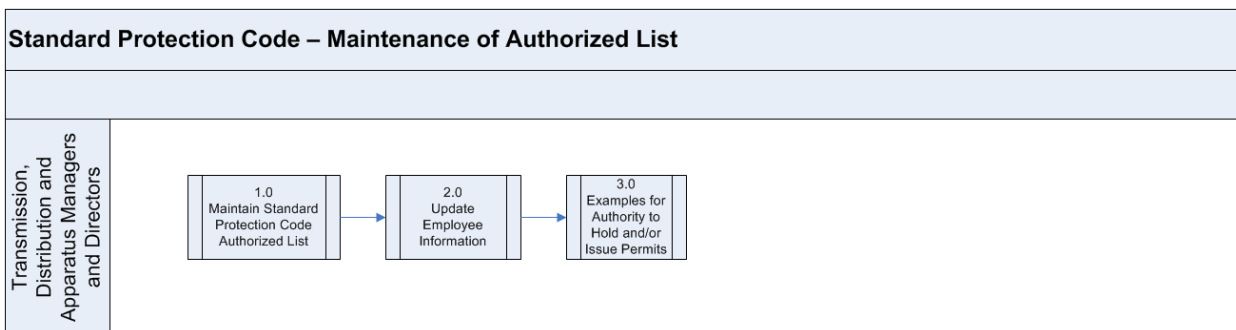 Standard Protection Code – Maintenance of Authorized List
Transmission,
Distribution and
Apparatus Managers
and Directors
1.0
Maintain Standard
Protection Code
Authorized List
2.0
Update
Employee
Information
3.0
Examples for
Authority to
Hold and/or
Issue Permits